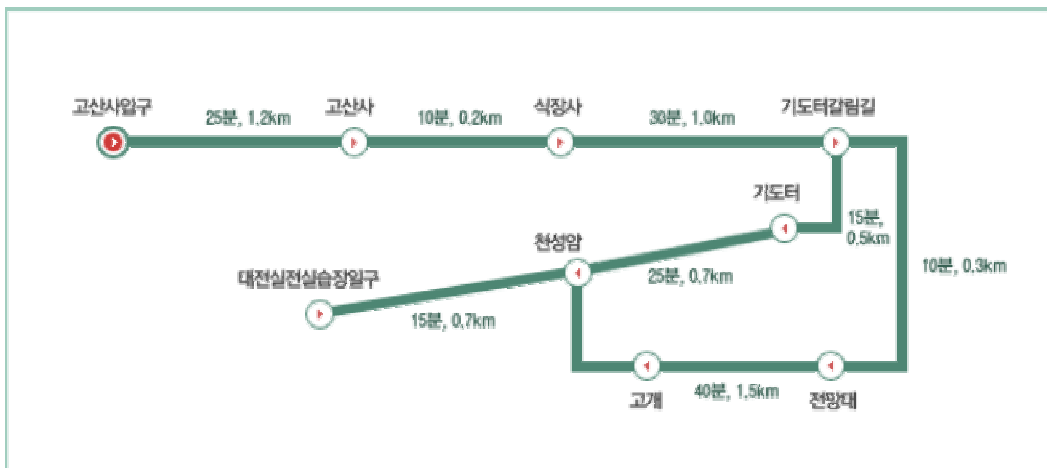 고산사입구
25분, 1.2km
고산사
10분, 0.2km
식장사
30분, 1.0km
기도터갈림길
기도터
15분,
0.5km
천성암
25분, 0.7km
10분, 0.3km
대전실전실습장입구
15분, 0.7km
고개
40분, 1.5km
전망대